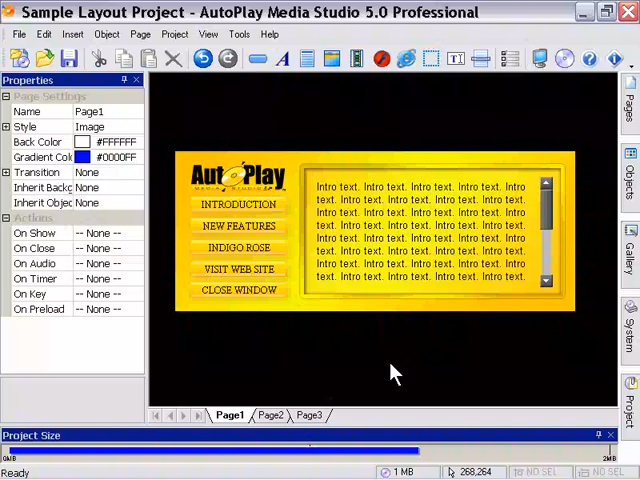 Sample Layout Project - AutoPlay Media Studio 5.0 Professional
File Edit Insert Object Page Project View Tools Help
Properties
Page Settings
Name Page1
Style Image
Back Color #FFFFFF
Gradient Col #0000FF
Transition None
Inherit Backg None
Inherit Objec None
Actions
On Show -- None --
On Close -- None --
On Audio -- None --
On Timer -- None --
On Key -- None --
On Preload -- None --
AutoPlay
MEDIA STUDIO
INTRODUCTION
NEW FEATURES
INDIGO ROSE
VISIT WEB SITE
CLOSE WINDOW
Intro text. Intro text. Intro text. Intro text. Intro
text. Intro text. Intro text. Intro text. Intro text.
Intro text. Intro text. Intro text. Intro text. Intro
text. Intro text. Intro text. Intro text. Intro text.
Intro text. Intro text. Intro text. Intro text. Intro
text. Intro text. Intro text. Intro text. Intro text.
Intro text. Intro text. Intro text. Intro text. Intro
text. Intro text. Intro text. Intro text. Intro text.
Pages
Objects
Gallery
System
Project
Page1 Page2 Page3
Project Size
0MB 2MB
Ready
1 MB
268,264
NO SEL
NO SEL